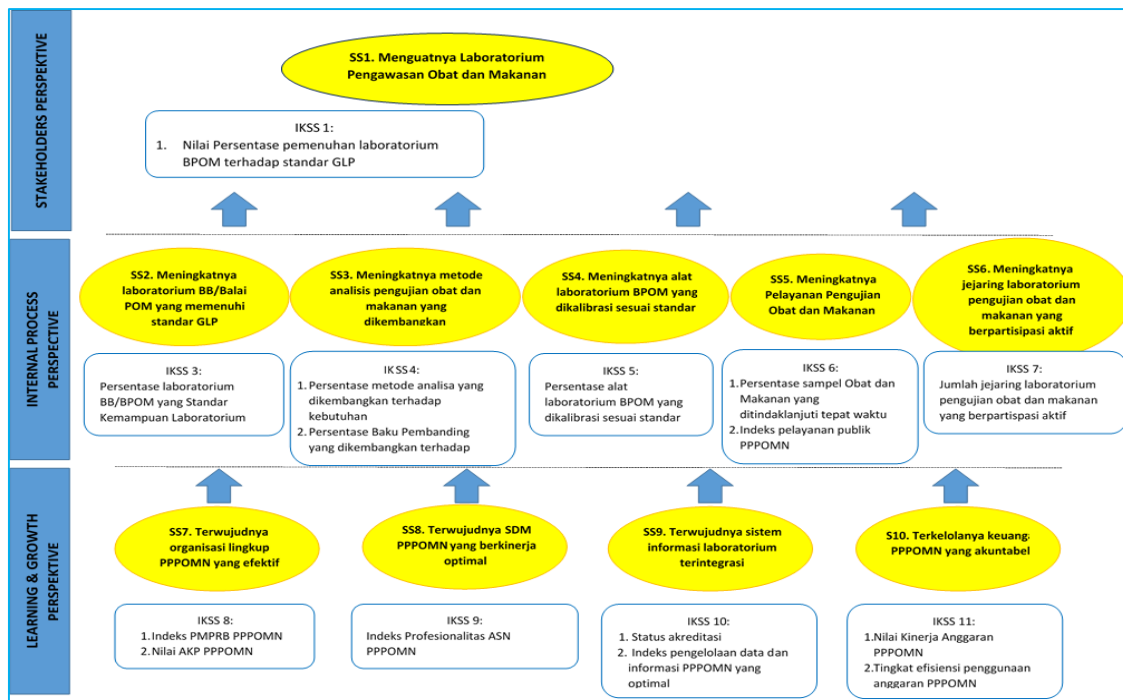 STAKEHOLDERS PERSPEKTIVE
SS1. Menguatnya Laboratorium
Pengawasan Obat dan Makanan
IKSS 1:
1. Nilai Persentase pemenuhan laboratorium
BPOM terhadap standar GLP
INTERNAL PROCESS
PERSPECTIVE
SS2. Meningkatnya
laboratorium BB/Balai
POM yang memenuhi
standar GLP
SS3. Meningkatnya metode
analisis pengujian obat dan
makanan yang
dikembangkan
SS4. Meningkatnya alat
laboratorium BPOM yang
dikalibrasi sesuai standar
SS5. Meningkatnya
Pelayanan Pengujian
Obat dan Makanan
SS6. Meningkatnya
jejaring laboratorium
pengujian obat dan
makanan yang
berpartisipasi aktif
IKSS 3:
Persentase laboratorium
BB/BPOM yang Standar
Kemampuan Laboratorium
IKSS 4:
1. Persentase metode analisa yang
dikembangkan terhadap
kebutuhan
2. Persentase Baku Pembanding
yang dikembangkan terhadap
IKSS 5:
Persentase alat
laboratorium BPOM yang
dikalibrasi sesuai standar
IKSS 6:
1.Persentase sampel Obat dan
Makanan yang
ditindaklanjuti tepat waktu
2.Indeks pelayanan publik
PPPOMN
IKSS 7:
Jumlah jejaring laboratorium
pengujian obat dan makanan
yang berpartispasi aktif
LEARNING & GROWTH
PERSPEKTIVE
SS7. Terwujudnya
organisasi lingkup
PPPOMN yang efektif
SS8. Terwujudnya SDM
PPPOMN yang berkinerja
optimal
SS9. Terwujudnya sistem
informasi laboratorium
terintegrasi
S10. Terkelolanya keuang
PPPOMN yang akuntabel
IKSS 8:
1.Indeks PMPRB PPPOMN
2.Nilai AKP PPPOMN
IKSS 9:
Indeks Profesionalitas ASN
PPPOMN
IKSS 10:
1. Status akreditasi
2. Indeks pengelolaan data dan
informasi PPPOMN yang
optimal
IKSS 11:
1.Nilai Kinerja Anggaran
PPPOMN
2.Tingkat efisiensi penggunaan
anggaran PPPOMN